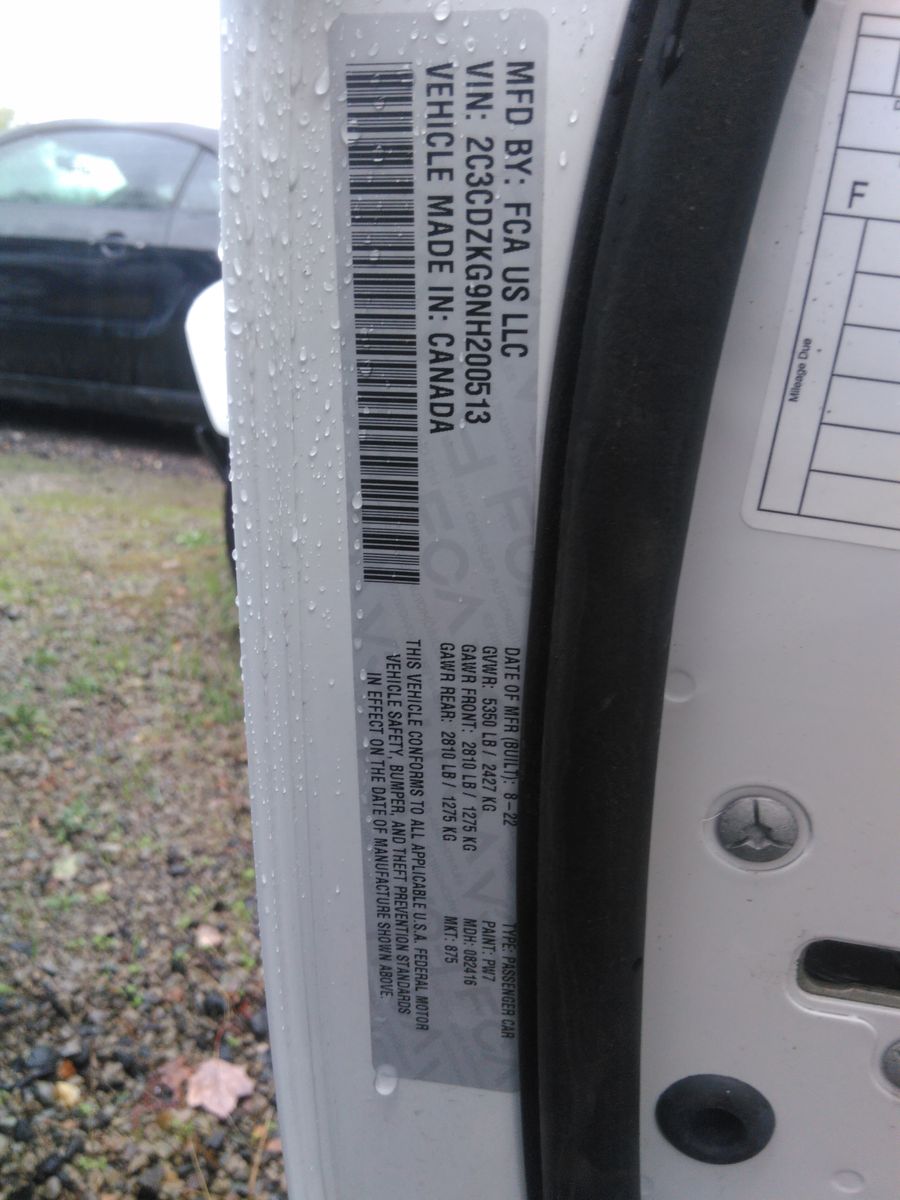 MFD BY: FCA US LLC
VIN: 2C3CDZKG9NH200513
VEHICLE MADE IN: CANADA
DATE OF MFR (BUILT): 8-22
GVWR: 5350 LB / 2427 KG
GAWR FRONT: 2810 LB / 1275 KG
GAWR REAR: 2810 LB / 1275 KG
TYPE: PASSENGER CAR
PAINT: PW7
MDH: 082416
MKT: 875
THIS VEHICLE CONFORMS TO ALL APPLICABLE U.S.A. FEDERAL MOTOR
VEHICLE SAFETY, BUMPER, AND THEFT PREVENTION STANDARDS
IN EFFECT ON THE DATE OF MANUFACTURE SHOWN ABOVE.
Mileage Due